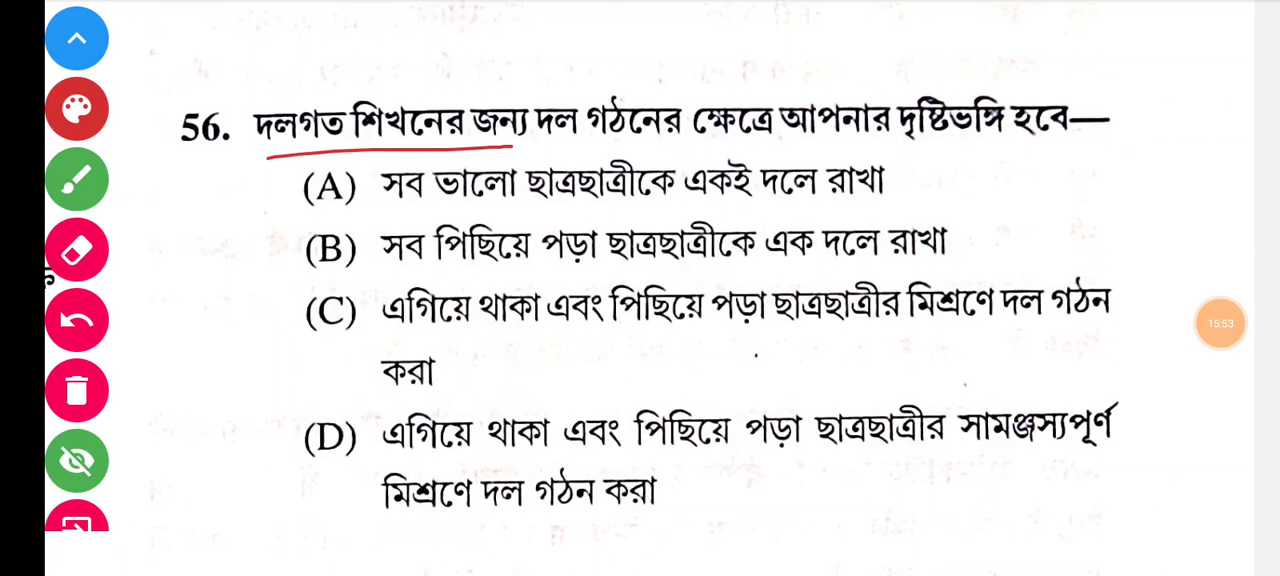 56. দলগত শিখনের জন্য দল গঠনের ক্ষেত্রে আপনার দৃষ্টিভঙ্গি হবে—
(A) সব ভালো ছাত্রছাত্রীকে একই দলে রাখা
(B) সব পিছিয়ে পড়া ছাত্রছাত্রীকে এক দলে রাখা
(C) এগিয়ে থাকা এবং পিছিয়ে পড়া ছাত্রছাত্রীর মিশ্রণে দল গঠন
করা
15:53
(D) এগিয়ে থাকা এবং পিছিয়ে পড়া ছাত্রছাত্রীর সামঞ্জস্যপূর্ণ
মিশ্রণে দল গঠন করা